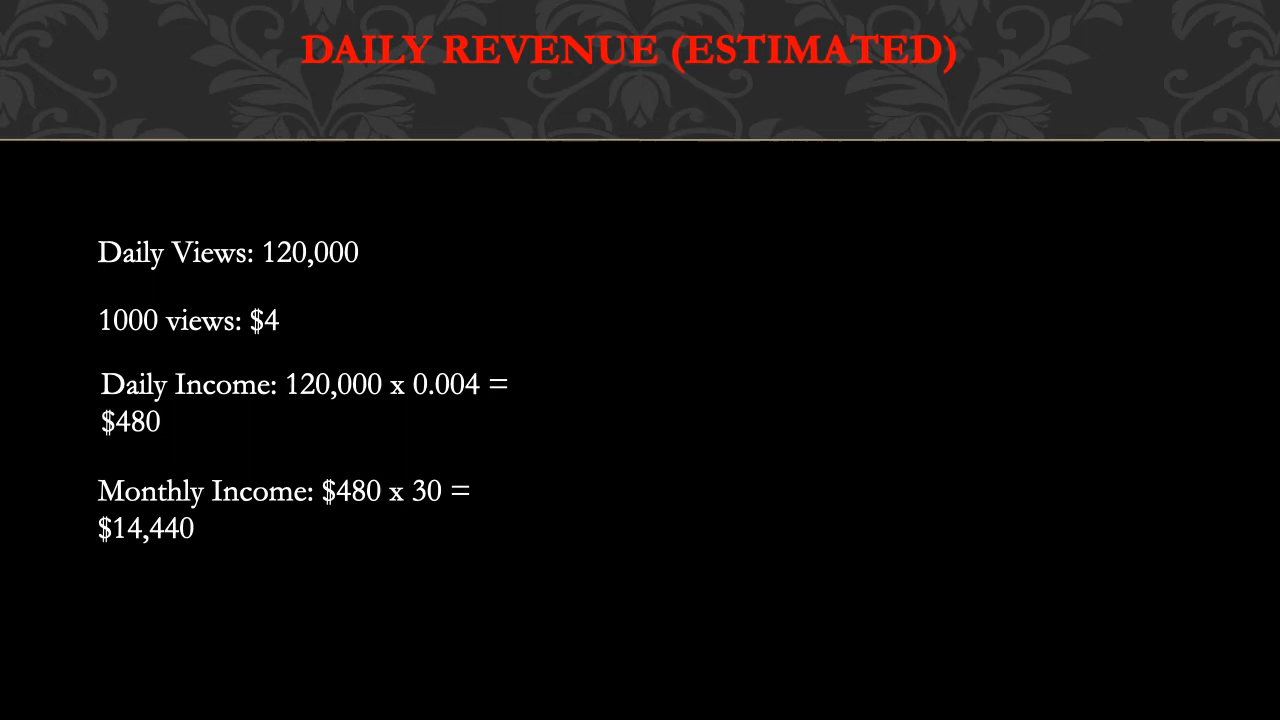 DAILY REVENUE (ESTIMATED)
Daily Views: 120,000
1000 views: $4
Daily Income: 120,000 x 0.004 =
$480
Monthly Income: $480 x 30 =
$14,440